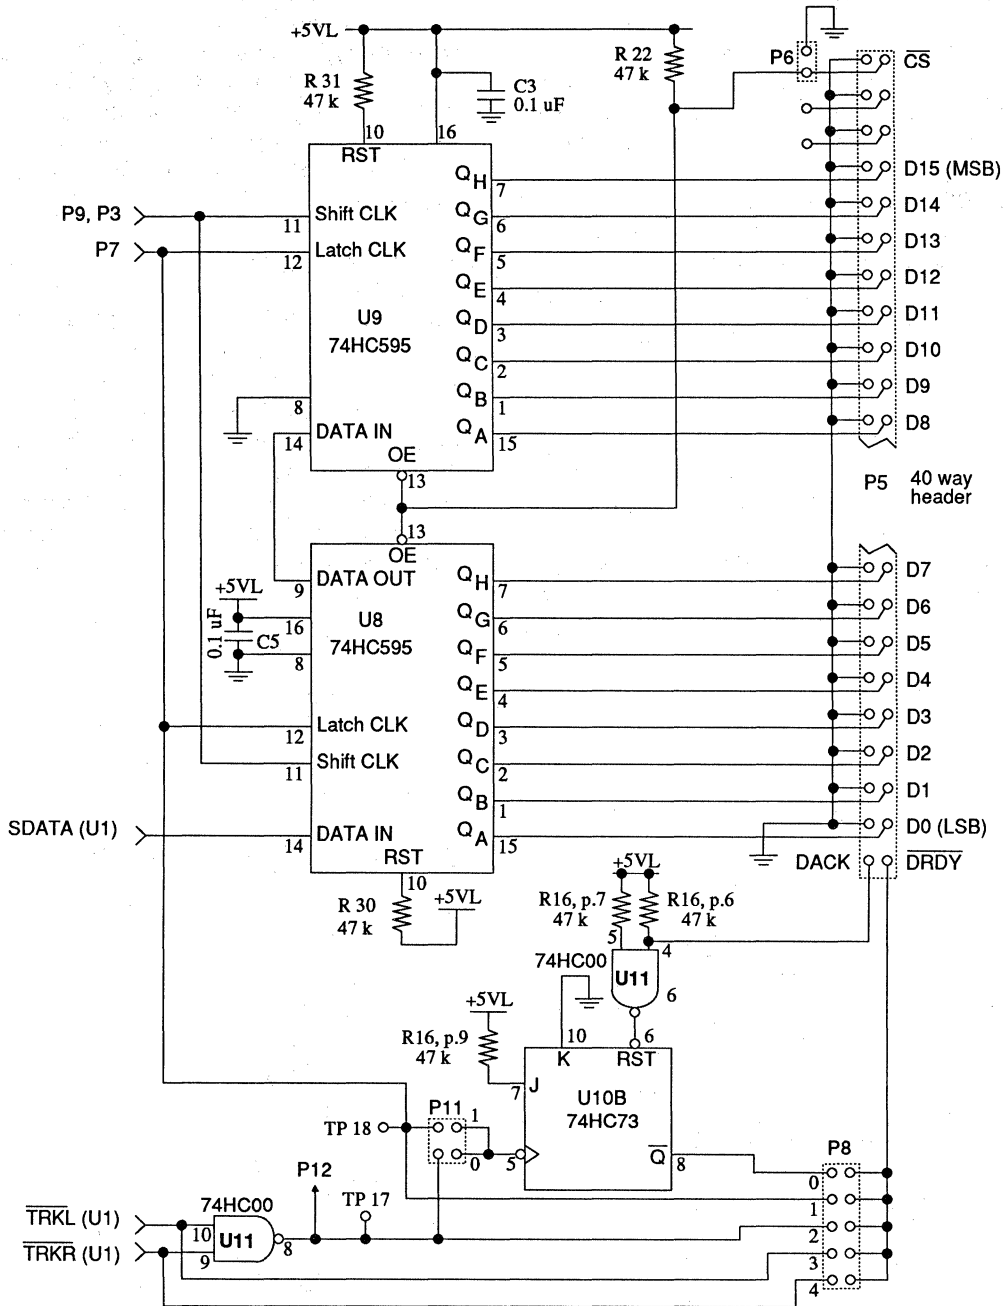 +5VL
R 31
47 k
C3
0.1 uF
R 22
47 k
P6
CS
10
16
RST
P9, P3
11
Shift CLK
P7
12
Latch CLK
U9
74HC595
8
14
DATA IN
OE
13
QH
7
QG
6
QF
5
QE
4
QD
3
QC
2
QB
1
QA
15
D15 (MSB)
D14
D13
D12
D11
D10
D9
D8
P5
40 way
header
13
OE
9
DATA OUT
+5VL
0.1 uF
C5
16
8
U8
74HC595
12
Latch CLK
11
Shift CLK
SDATA (U1)
14
DATA IN
RST
10
R 30
47 k
+5VL
QH
7
QG
6
QF
5
QE
4
QD
3
QC
2
QB
1
QA
15
D7
D6
D5
D4
D3
D2
D1
D0 (LSB)
DACK
DRDY
+5VL
R16, p.7
47 k
R16, p.6
47 k
5
4
74HC00
U11
6
+5VL
R16, p.9
47 k
10
K
6
RST
7
J
U10B
74HC73
5
Q
8
P11
1
0
TP 18
P12
TP 17
74HC00
TRKL (U1)
10
U11
8
TRKR (U1)
9
P8
0
1
2
3
4